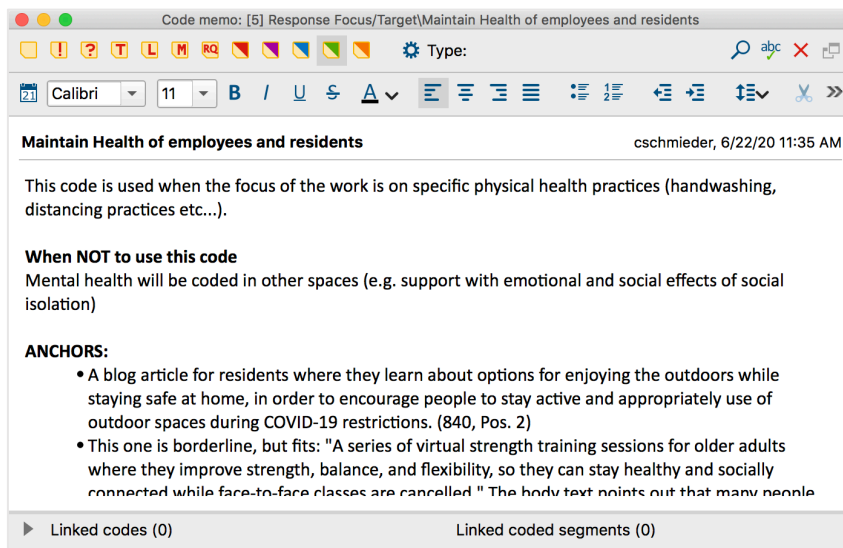 Code memo: [5] Response Focus/Target\Maintain Health of employees and residents
! ? T L M RQ Type: abc
21 Calibri 11 B I U S A
Maintain Health of employees and residents cschmieder, 6/22/20 11:35 AM
This code is used when the focus of the work is on specific physical health practices (handwashing,
distancing practices etc...).
When NOT to use this code
Mental health will be coded in other spaces (e.g. support with emotional and social effects of social
isolation)
ANCHORS:
• A blog article for residents where they learn about options for enjoying the outdoors while
staying safe at home, in order to encourage people to stay active and appropriately use of
outdoor spaces during COVID-19 restrictions. (840, Pos. 2)
• This one is borderline, but fits: "A series of virtual strength training sessions for older adults
where they improve strength, balance, and flexibility, so they can stay healthy and socially
connected while face-to-face classes are cancelled." The body text points out that many people
Linked codes (0) Linked coded segments (0)